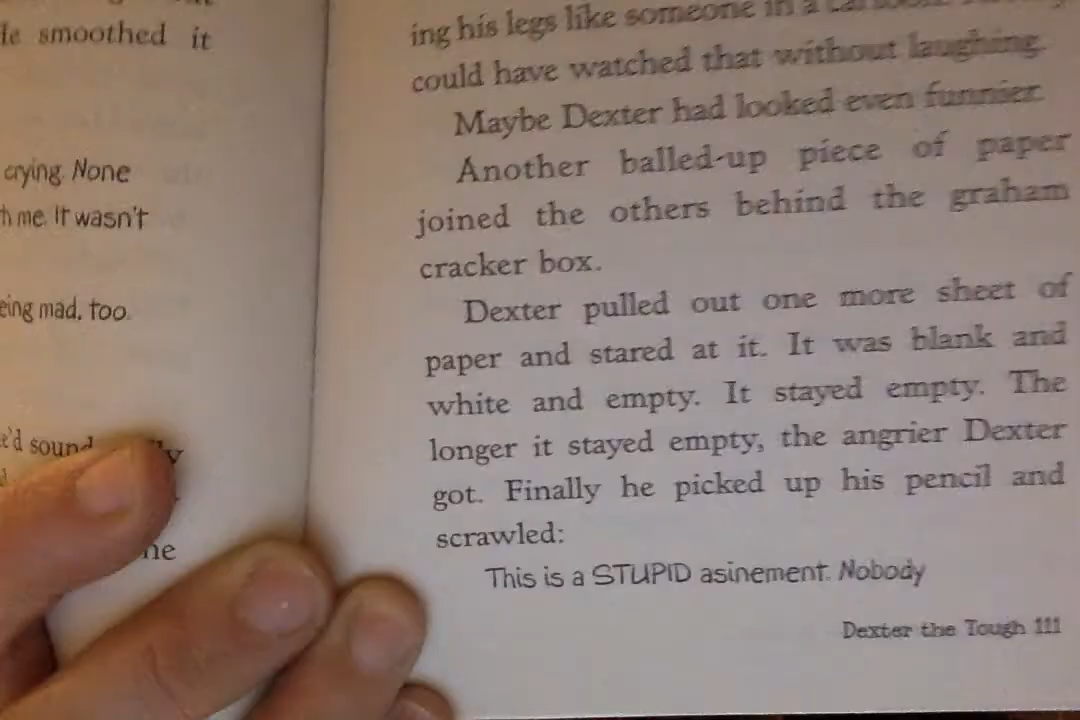 le smoothed it
crying. None
h me. It wasn't
eing mad, too.
e'd sound
ing his legs like someone in a
could have watched that without laughing.
Maybe Dexter had looked even funnier.
Another balled-up piece of paper
joined the others behind the graham
cracker box.
Dexter pulled out one more sheet of
paper and stared at it. It was blank and
white and empty. It stayed empty. The
longer it stayed empty, the angrier Dexter
got. Finally he picked up his pencil and
scrawled:
This is a STUPID asinement. Nobody
Dexter the Tough 111